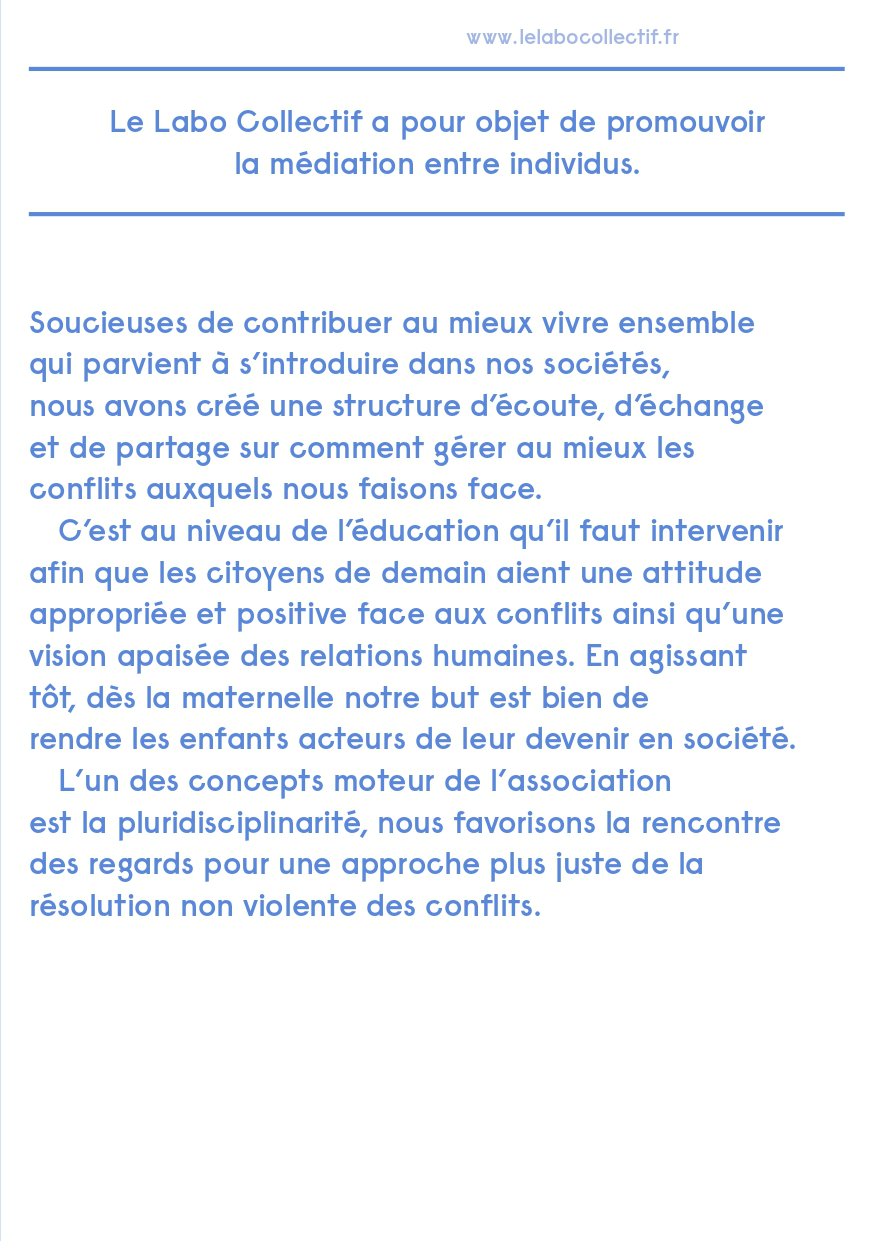 www.lelabocollectif.fr
Le Labo Collectif a pour objet de promouvoir
la médiation entre individus.
Soucieuses de contribuer au mieux vivre ensemble
qui parvient à s’introduire dans nos sociétés,
nous avons créé une structure d’écoute, d’échange
et de partage sur comment gérer au mieux les
conflits auxquels nous faisons face.
C’est au niveau de l’éducation qu’il faut intervenir
afin que les citoyens de demain aient une attitude
appropriée et positive face aux conflits ainsi qu’une
vision apaisée des relations humaines. En agissant
tôt, dès la maternelle notre but est bien de
rendre les enfants acteurs de leur devenir en société.
L’un des concepts moteur de l’association
est la pluridisciplinarité, nous favorisons la rencontre
des regards pour une approche plus juste de la
résolution non violente des conflits.